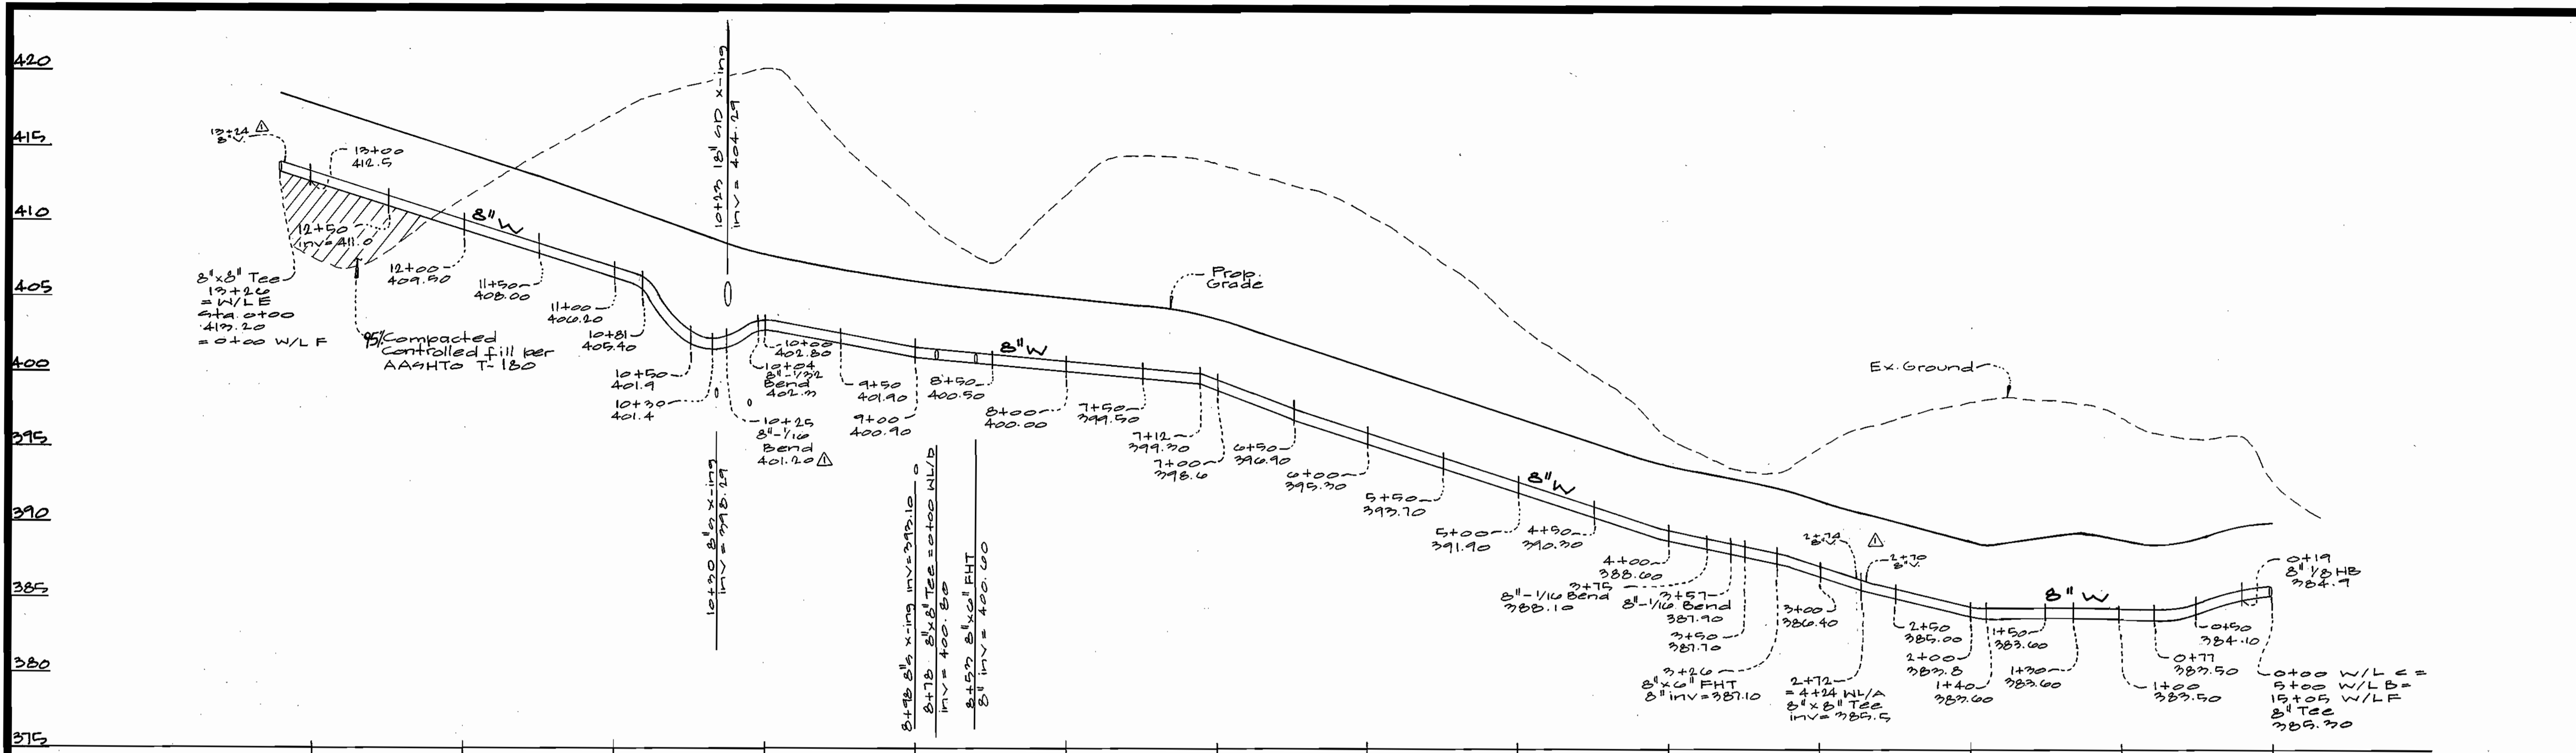 420
415
410
405
400
395
390
385
380
375
13+24 1
8"V.
13+00
412.5
12+50
inv=411.0
8"x8" Tee
13+26
= W/L E
Sta. 0+00
413.20
= 0+00 W/L F
95% Compacted
Controlled fill per
AASHTO T-180
12+00
409.50
8"W
11+50
408.00
11+00
406.20
10+81
405.40
10+50
401.9
10+30
401.4
10+23 18" SD x-ing
inv = 404.29
10+30 8"S x-ing
inv = 398.29
10+00
402.80
10+04
8"-1/32
Bend
402.3
10+25
8"-1/16
Bend
401.20 1
9+50
401.90
9+00
400.90
8+50
400.50
8"W
8+98 8"S x-ing inv=393.10
8+78 8"x8" Tee = 0+00 WL/D
inv = 400.80
8+53 8"x6" FHT
8" inv = 400.60
8+00
400.00
7+50
399.50
7+12
399.30
7+00
398.6
Prop.
Grade
6+50
396.90
6+00
395.30
5+50
393.70
5+00
391.90
8"W
4+50
390.30
4+00
388.60
3+75
8"-1/16 Bend
388.10
3+57
8"-1/16 Bend
387.90
3+50
387.70
3+26
8"x6" FHT
8" inv=387.10
3+00
386.40
2+74
8"V.
1
2+70
8"V.
2+72
= 4+24 WL/A
8"x8" Tee
inv=385.5
Ex. Ground
2+50
385.00
2+00
383.8
1+50
383.60
1+40
383.60
8"W
1+30
383.60
1+00
383.50
0+77
383.50
0+50
384.10
0+19
8" 1/8 HB
384.9
0+00 W/L C =
5+00 W/L B =
15+05 W/L F
8" Tee
385.30